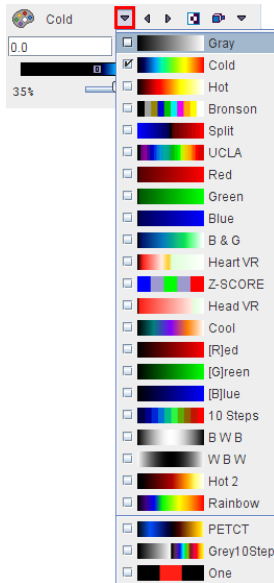 Cold
0.0
35%
Gray
Cold
Hot
Bronson
Split
UCLA
Red
Green
Blue
B & G
Heart VR
Z-SCORE
Head VR
Cool
[R]ed
[G]reen
[B]lue
10 Steps
B W B
W B W
Hot 2
Rainbow
PETCT
Grey10Step
One